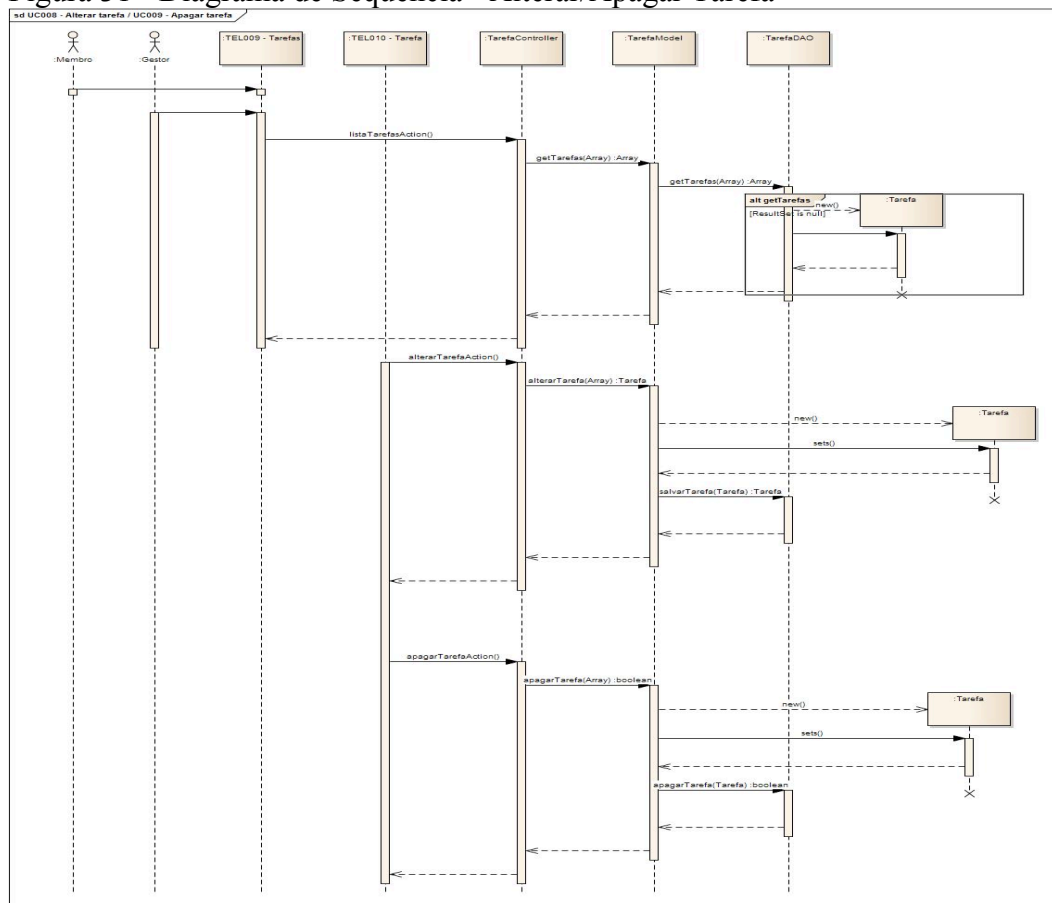 Figura 31 - Diagrama de Sequência - Alterar/Apagar Tarefa
sd UC008 - Alterar tarefa / UC009 - Apagar tarefa
:Membro
:Gestor
:TEL009 - Tarefas
:TEL010 - Tarefa
:TarefaController
:TarefaModel
:TarefaDAO
listaTarefasAction()
getTarefas(Array) :Array
getTarefas(Array) :Array
alt getTarefas
new()
:Tarefa
[ResultSet is null]
alterarTarefaAction()
alterarTarefa(Array) :Tarefa
new()
:Tarefa
sets()
salvarTarefa(Tarefa) :Tarefa
apagarTarefaAction()
apagarTarefa(Array) :boolean
new()
:Tarefa
sets()
apagarTarefa(Tarefa) :boolean